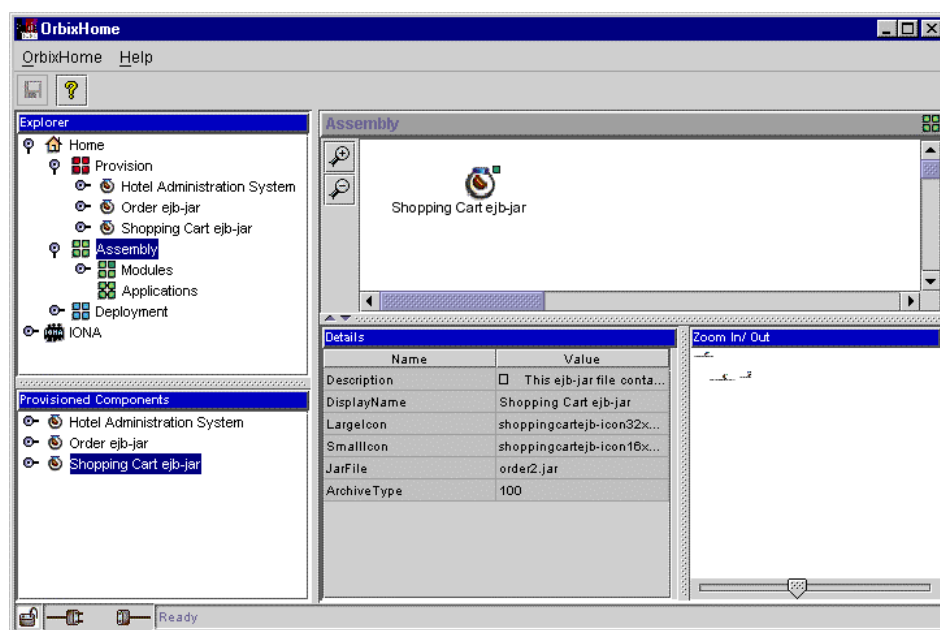 OrbixHome
OrbixHome Help
Explorer
Home
Provision
Hotel Administration System
Order ejb-jar
Shopping Cart ejb-jar
Assembly
Modules
Applications
Deployment
IONA
Provisioned Components
Hotel Administration System
Order ejb-jar
Shopping Cart ejb-jar
Assembly
Shopping Cart ejb-jar
Details
Name Value
Description This ejb-jar file conta...
DisplayName Shopping Cart ejb-jar
LargeIcon shoppingcartejb-icon32x...
SmallIcon shoppingcartejb-icon16x...
JarFile order2.jar
ArchiveType 100
Zoom In/ Out
Ready